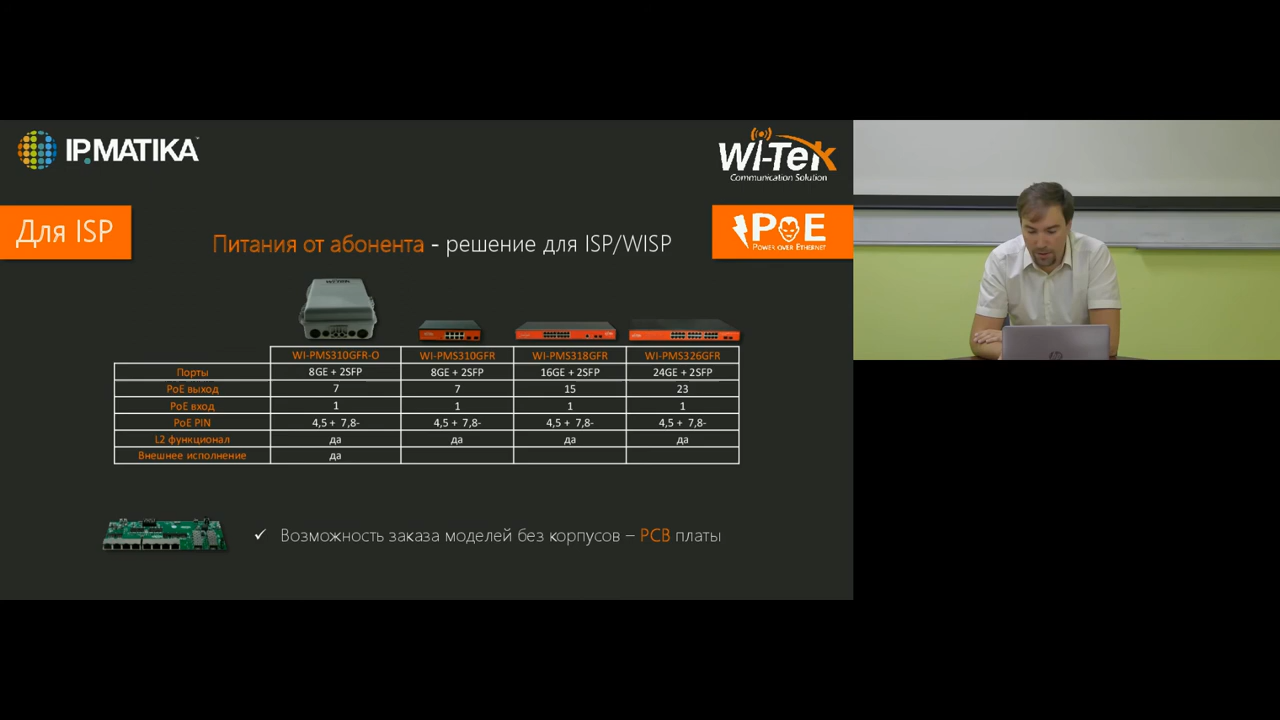 IP.MATIKA
Wi-Tek
Communication Solution
Для ISP
Питания от абонента - решение для ISP/WISP
PoE
Power over Ethernet
WI-PMS310GFR-O WI-PMS310GFR WI-PMS318GFR WI-PMS326GFR
Порты 8GE + 2SFP 8GE + 2SFP 16GE + 2SFP 24GE + 2SFP
PoE выход 7 7 15 23
PoE вход 1 1 1 1
PoE PIN 4,5 + 7,8- 4,5 + 7,8- 4,5 + 7,8- 4,5 + 7,8-
L2 функционал да да да да
Внешнее исполнение да
✓ Возможность заказа моделей без корпусов – PCB платы